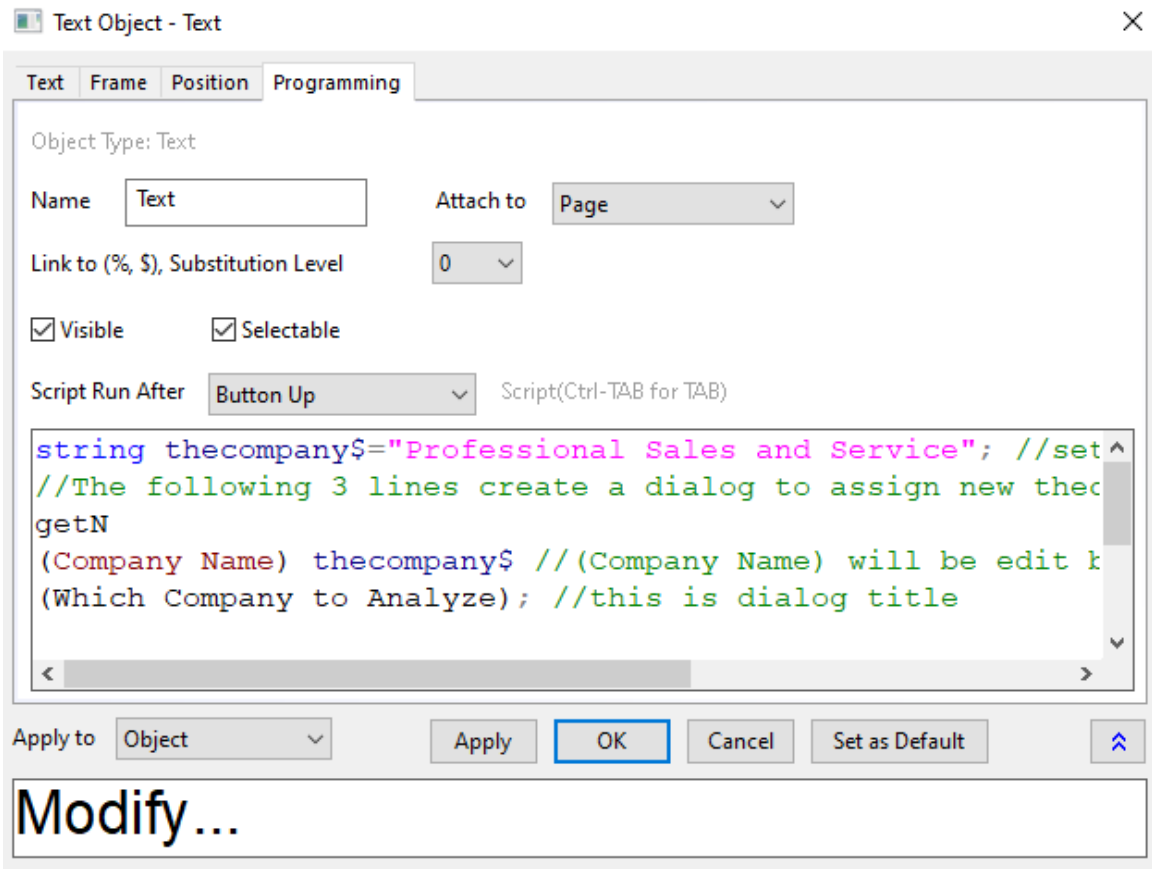 Text Object - Text
Text Frame Position Programming
Object Type: Text
Name Text Attach to Page
Link to (%, $), Substitution Level 0
Visible Selectable
Script Run After Button Up Script(Ctrl-TAB for TAB)
string thecompany$="Professional Sales and Service"; //set
//The following 3 lines create a dialog to assign new
getN
(Company Name) thecompany$ //(Company Name) will be edit
(Which Company to Analyze); //this is dialog title
Apply to Object Apply OK Cancel Set as Default
Modify...